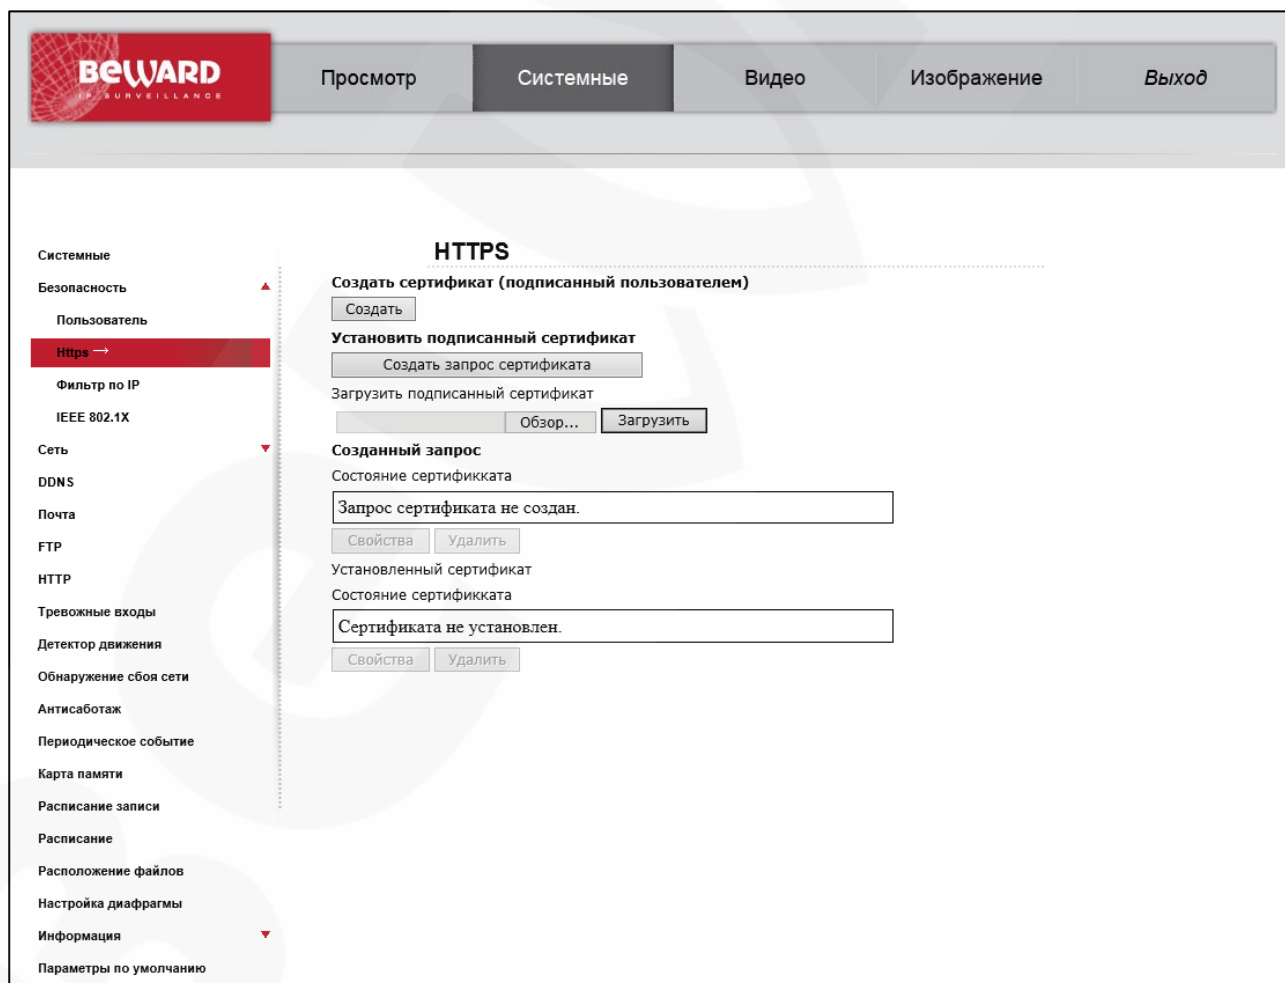 BEWARD
IP SURVEILLANCE
Просмотр
Системные
Видео
Изображение
Выход
Системные
Безопасность
Пользователь
Https →
Фильтр по IP
IEEE 802.1X
Сеть
DDNS
Почта
FTP
HTTP
Тревожные входы
Детектор движения
Обнаружение сбоя сети
Антисаботаж
Периодическое событие
Карта памяти
Расписание записи
Расписание
Расположение файлов
Настройка диафрагмы
Информация
Параметры по умолчанию
HTTPS
Создать сертификат (подписанный пользователем)
Создать
Установить подписанный сертификат
Создать запрос сертификата
Загрузить подписанный сертификат
Обзор... Загрузить
Созданный запрос
Состояние сертификката
Запрос сертификата не создан.
Свойства Удалить
Установленный сертификат
Состояние сертификката
Сертификата не установлен.
Свойства Удалить